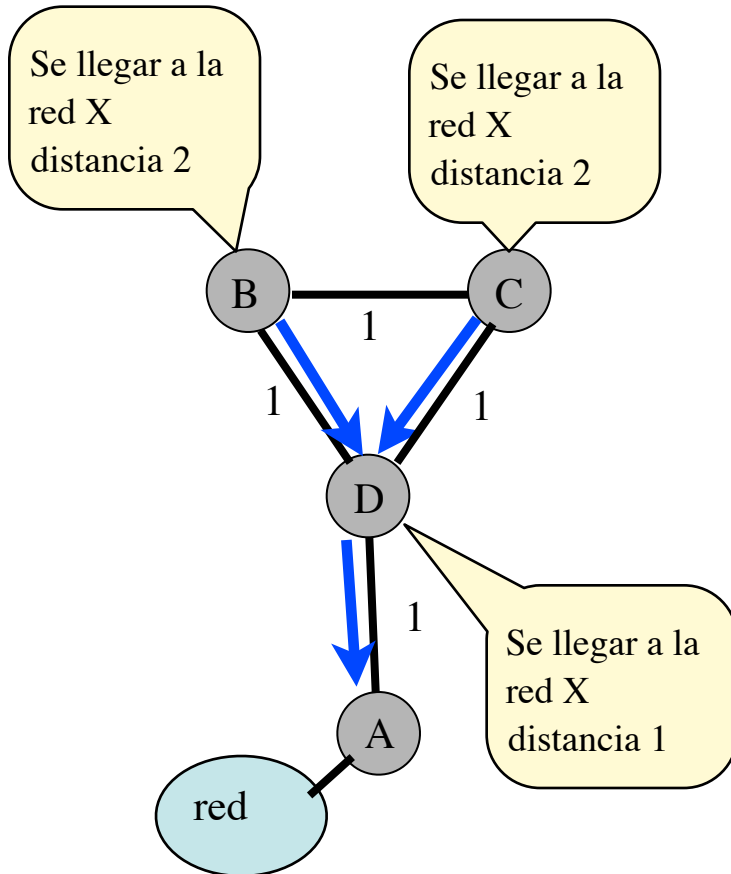 Se llegar a la
red X
distancia 2
Se llegar a la
red X
distancia 2
B
C
1
1
1
D
1
Se llegar a la
red X
distancia 1
A
red